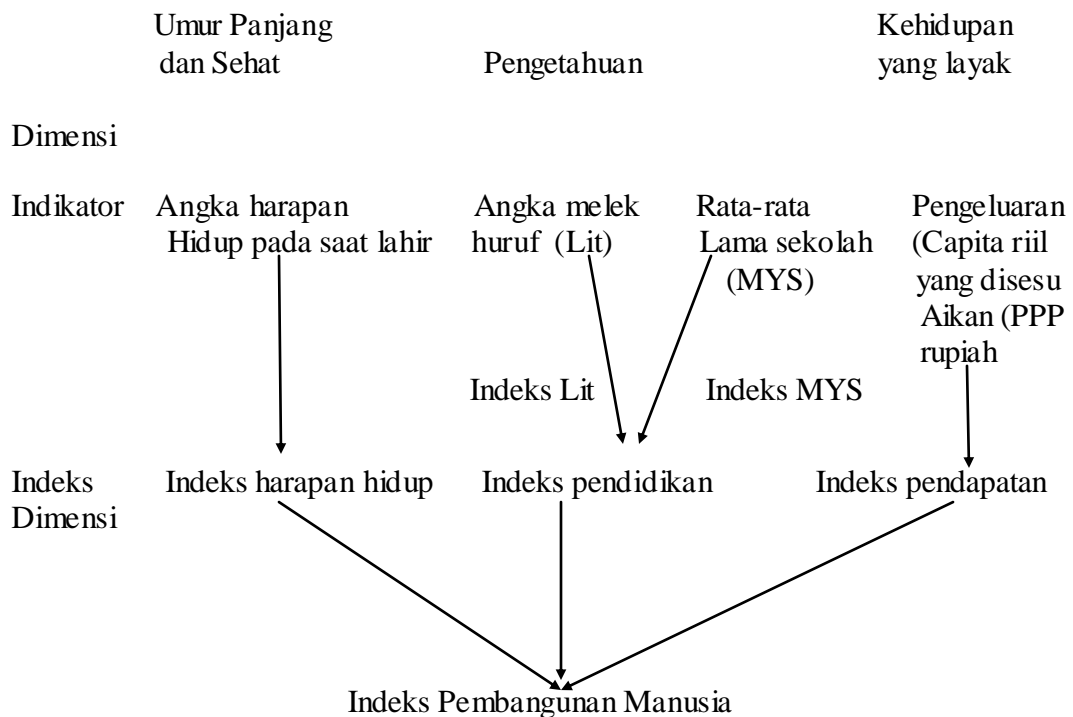 Umur Panjang
dan Sehat
Pengetahuan
Kehidupan
yang layak
Dimensi
Indikator
Angka harapan
Hidup pada saat lahir
Angka melek
huruf (Lit)
Rata-rata
Lama sekolah
(MYS)
Pengeluaran
(Capita riil
yang disesu
Aikan (PPP
rupiah
Indeks Lit
Indeks MYS
Indeks
Dimensi
Indeks harapan hidup
Indeks pendidikan
Indeks pendapatan
Indeks Pembangunan Manusia